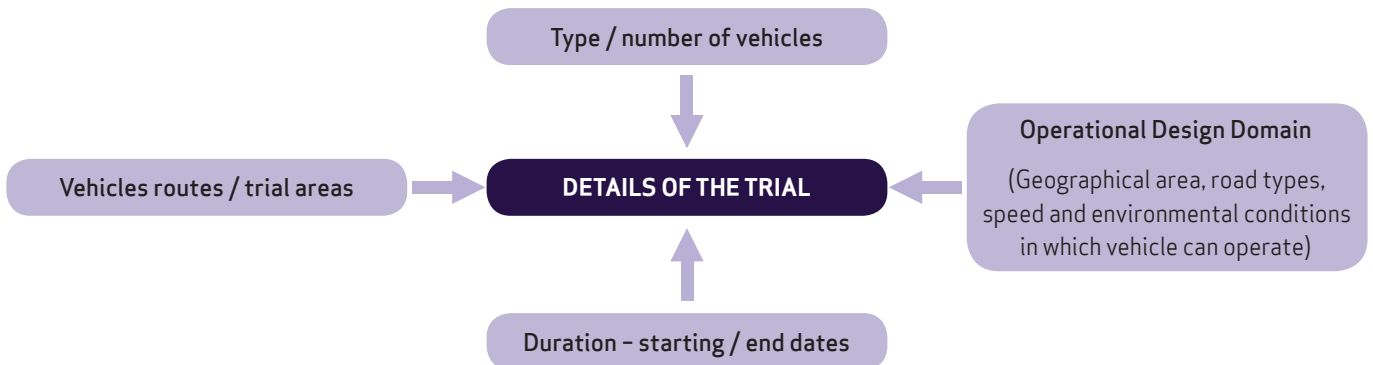 Type / number of vehicles
Vehicles routes / trial areas
DETAILS OF THE TRIAL
Operational Design Domain
(Geographical area, road types,
speed and environmental conditions
in which vehicle can operate)
Duration – starting / end dates